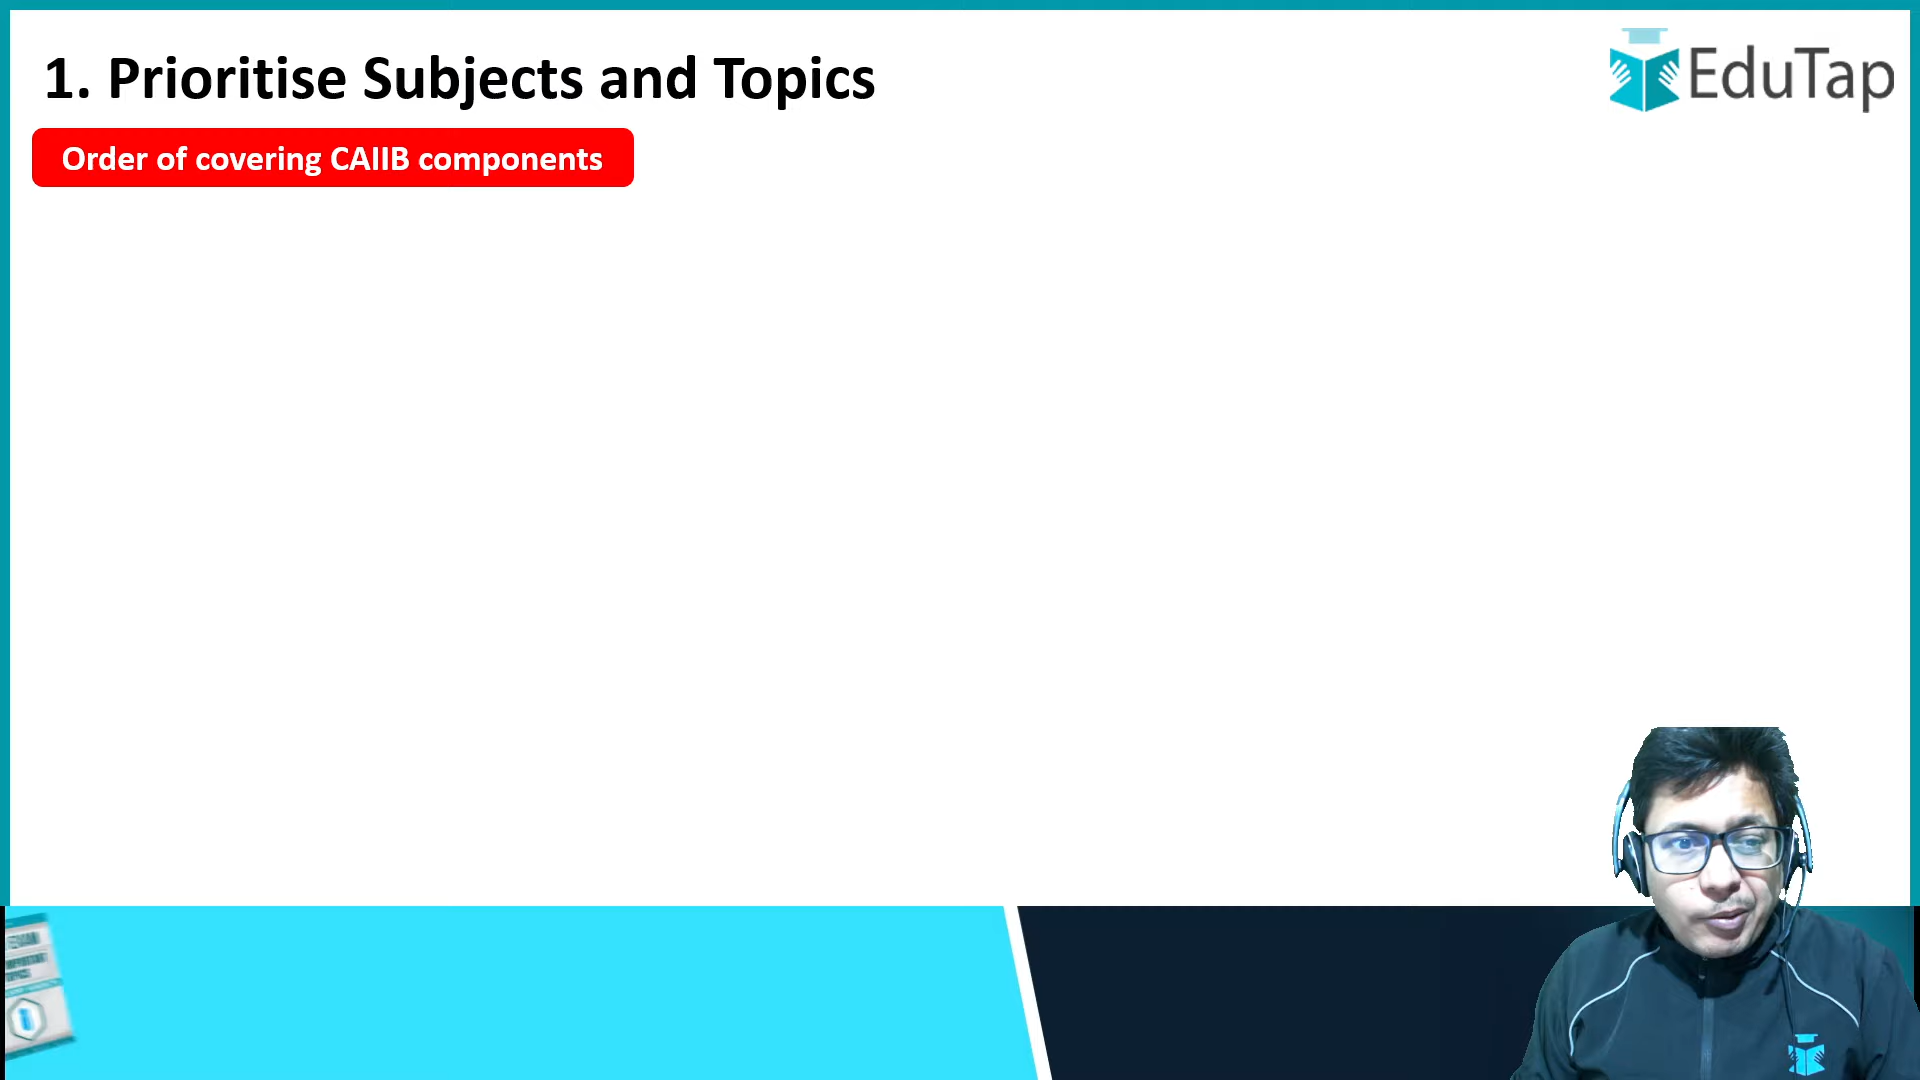 1. Prioritise Subjects and Topics
EduTap
Order of covering CAIIB components